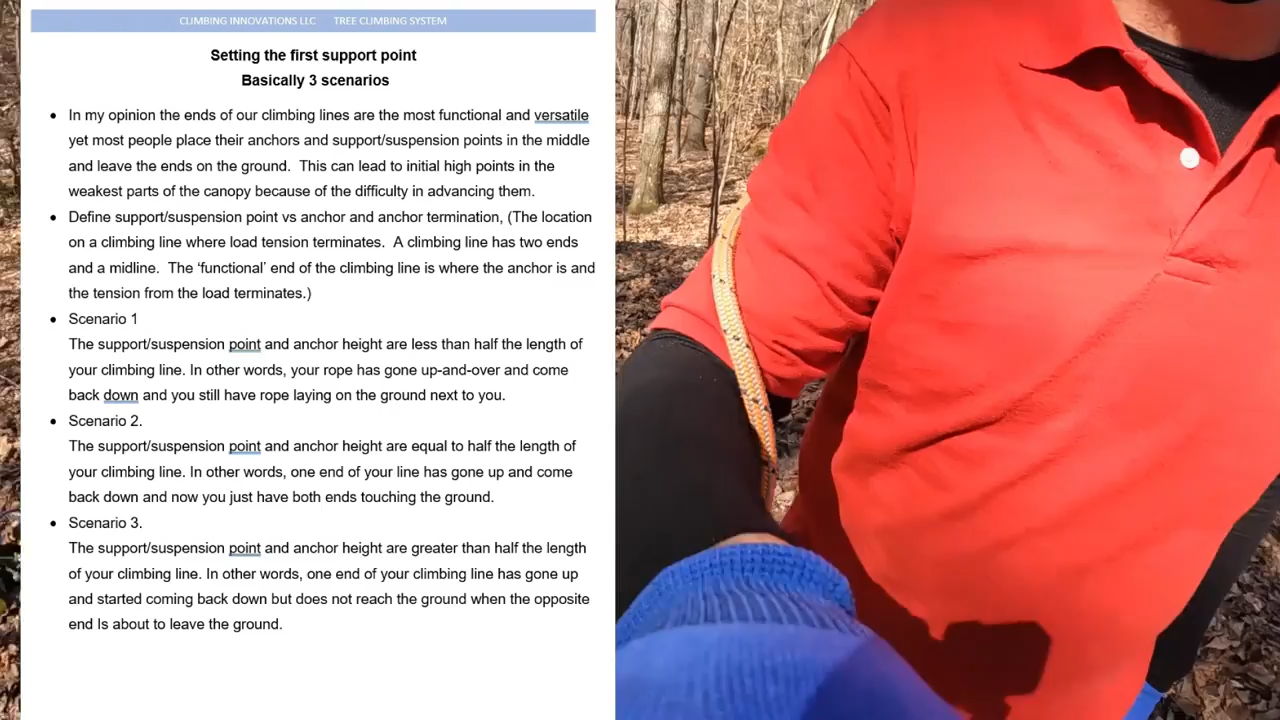 CLIMBING INNOVATIONS LLC TREE CLIMBING SYSTEM
Setting the first support point
Basically 3 scenarios
• In my opinion the ends of our climbing lines are the most functional and versatile
yet most people place their anchors and support/suspension points in the middle
and leave the ends on the ground. This can lead to initial high points in the
weakest parts of the canopy because of the difficulty in advancing them.
• Define support/suspension point vs anchor and anchor termination, (The location
on a climbing line where load tension terminates. A climbing line has two ends
and a midline. The ‘functional’ end of the climbing line is where the anchor is and
the tension from the load terminates.)
• Scenario 1
The support/suspension point and anchor height are less than half the length of
your climbing line. In other words, your rope has gone up-and-over and come
back down and you still have rope laying on the ground next to you.
• Scenario 2.
The support/suspension point and anchor height are equal to half the length of
your climbing line. In other words, one end of your line has gone up and come
back down and now you just have both ends touching the ground.
• Scenario 3.
The support/suspension point and anchor height are greater than half the length
of your climbing line. In other words, one end of your climbing line has gone up
and started coming back down but does not reach the ground when the opposite
end Is about to leave the ground.